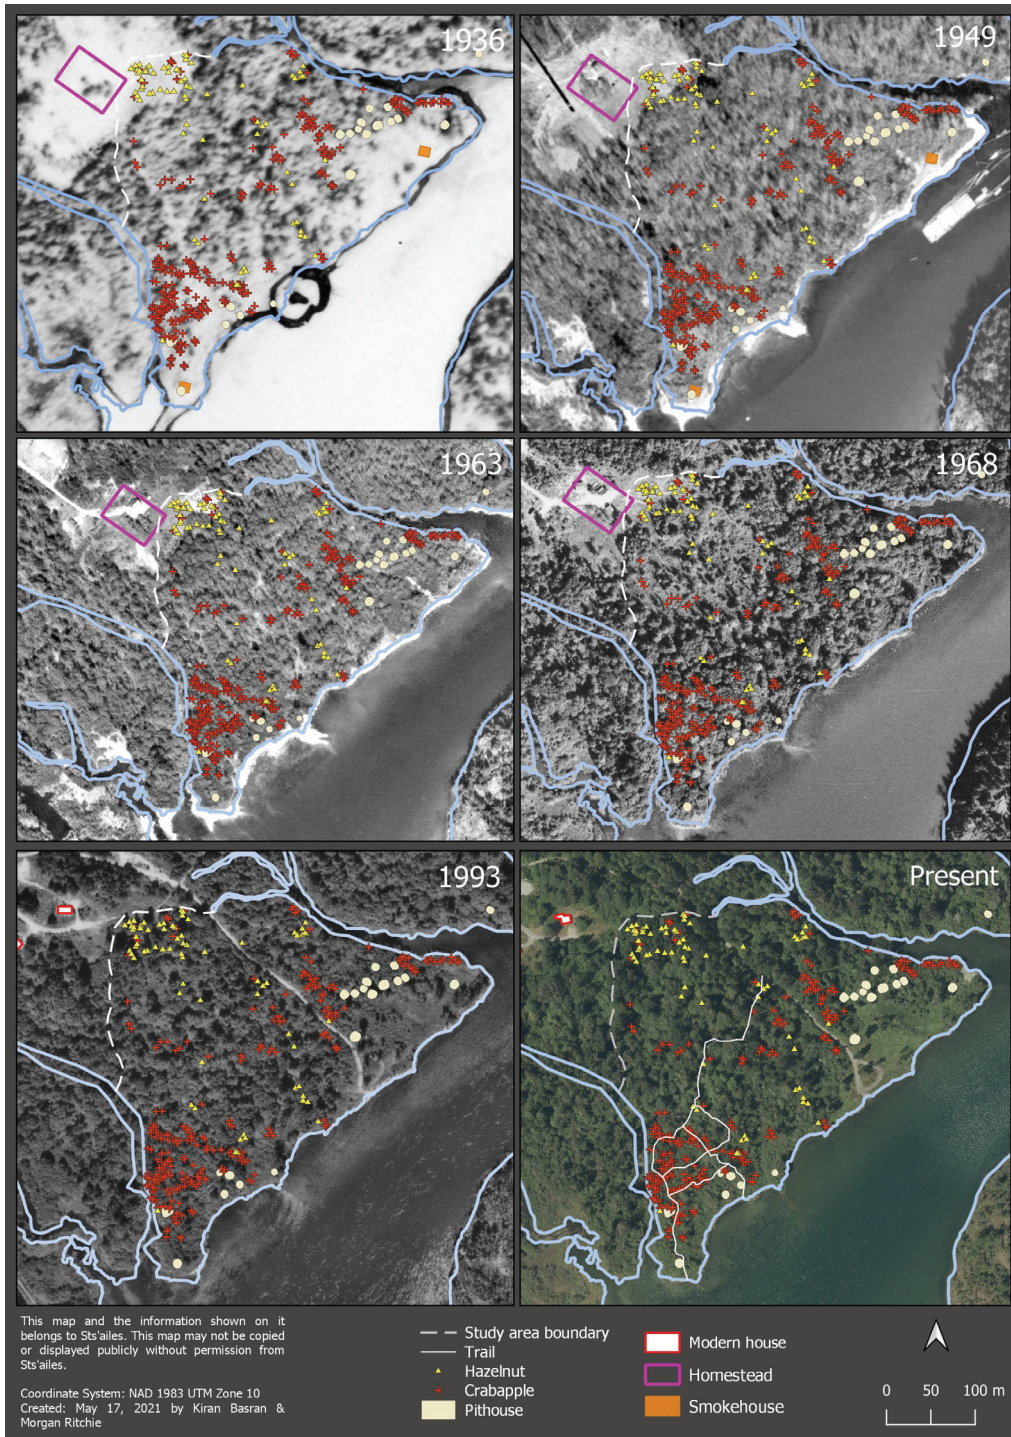 1936
1949
1963
1968
1993
Present
This map and the information shown on it
belongs to Sts'ailes. This map may not be copied
or displayed publicly without permission from
Sts'ailes.
Coordinate System: NAD 1983 UTM Zone 10
Created: May 17, 2021 by Kiran Basran &
Morgan Ritchie
Study area boundary
Trail
Hazelnut
Crabapple
Pithouse
Modern house
Homestead
Smokehouse
0 50 100 m